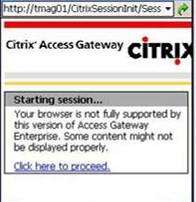 http://tmag01/CitrixSessionInit/Sess
Citrix® Access Gateway
CITRIX
Starting session...
Your browser is not fully supported by
this version of Access Gateway
Enterprise. Some content might not
be displayed properly.
Click here to proceed.